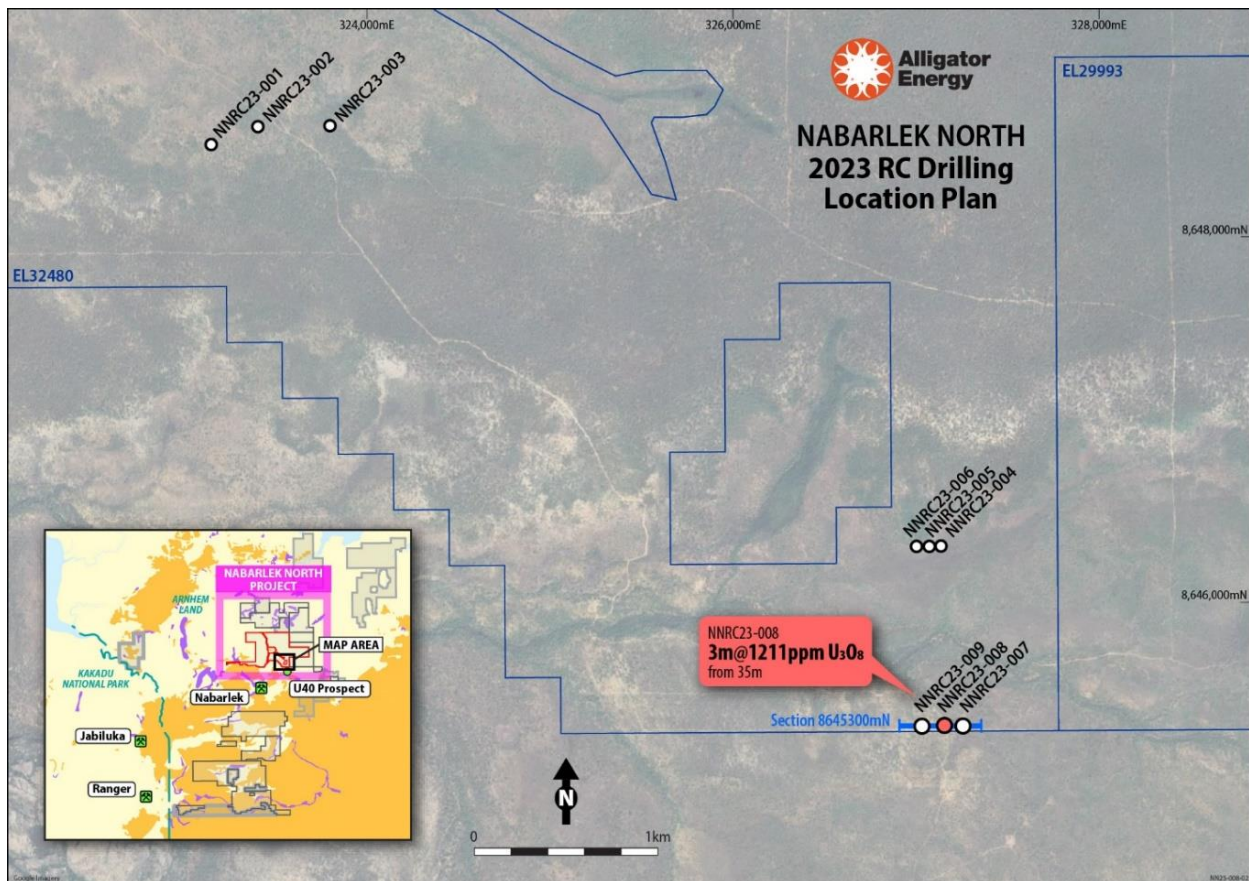 324,000mE
326,000mE
328,000mE
Alligator
Energy
NABARLEK NORTH
2023 RC Drilling
Location Plan
EL29993
NNRC23-001
NNRC23-002
NNRC23-003
8,648,000mN
EL32480
NNRC23-006
NNRC23-005
NNRC23-004
8,646,000mN
NNRC23-008
3m@1211ppm U₃O₈
from 35m
NNRC23-009
NNRC23-008
NNRC23-007
Section 8645300mN
NABARLEK NORTH
PROJECT
ARNHEM
LAND
MAP AREA
KAKADU
NATIONAL PARK
Nabarlek
U40 Prospect
Jabiluka
Ranger
N
0
1km
Google Imagery